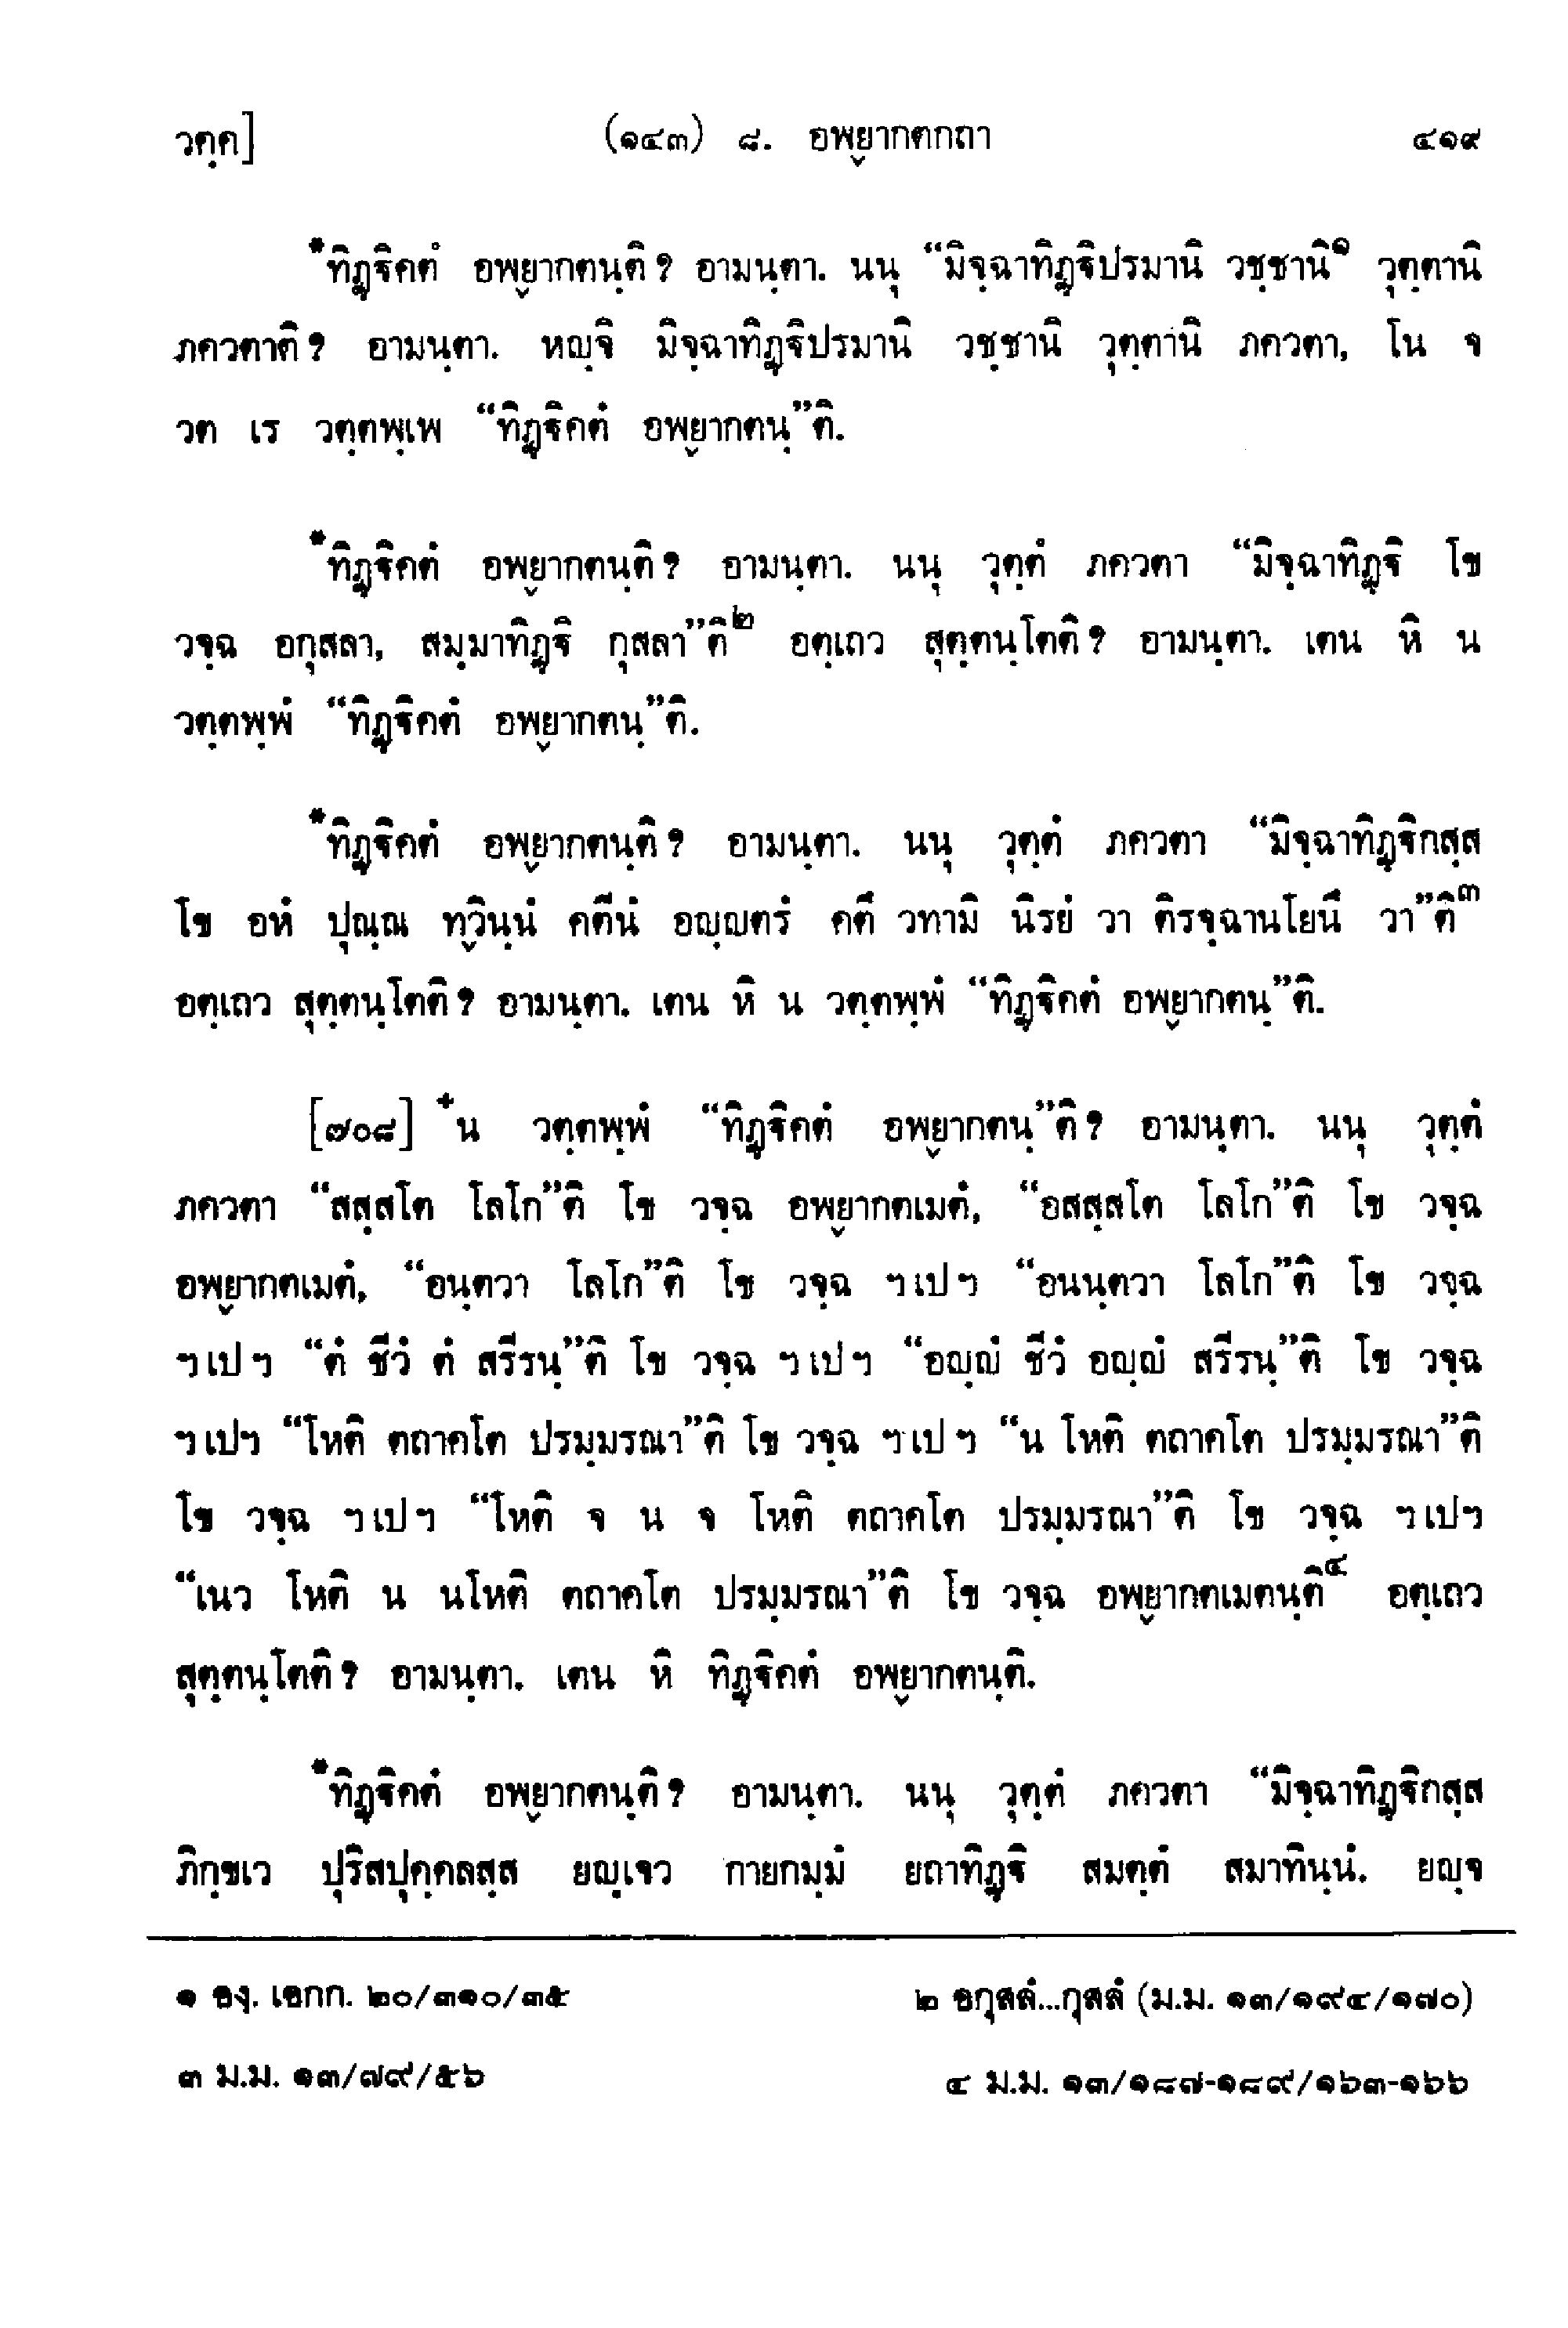 วคฺค] (๑๔๓) ๘. อพฺยากตกถา ๔๑๙
*ทิฏฺฐิคตํ อพฺยากตนฺติ? อามนฺตา. นนุ “มิจฺฉาทิฏฺฐิปรมานิ วชฺชานิ๑ วุตฺตานิ
ภควตาติ? อามนฺตา. หญฺจิ มิจฺฉาทิฏฺฐิปรมานิ วชฺชานิ วุตฺตานิ ภควตา, โน จ
วต เร วตฺตพฺเพ “ทิฏฺฐิคตํ อพฺยากตนฺ”ติ.
*ทิฏฺฐิคตํ อพฺยากตนฺติ? อามนฺตา. นนุ วุตฺตํ ภควตา “มิจฺฉาทิฏฺฐิ โข
วจฺฉ อกุสลา, สมฺมาทิฏฺฐิ กุสลา”ติ๒ อตฺเถว สุตฺตนฺโตติ? อามนฺตา. เตน หิ น
วตฺตพฺพํ “ทิฏฺฐิคตํ อพฺยากตนฺ”ติ.
*ทิฏฺฐิคตํ อพฺยากตนฺติ? อามนฺตา. นนุ วุตฺตํ ภควตา “มิจฺฉาทิฏฺฐิกสฺส
โข อหํ ปุณฺณ ทฺวินฺนํ คตีนํ อญฺญตรํ คตึ วทามิ นิรยํ วา ติรจฺฉานโยนึ วา”ติ๓
อตฺเถว สุตฺตนฺโตติ? อามนฺตา. เตน หิ น วตฺตพฺพํ “ทิฏฺฐิคตํ อพฺยากตนฺ”ติ.
[๗๐๘] +น วตฺตพฺพํ “ทิฏฺฐิคตํ อพฺยากตนฺ”ติ? อามนฺตา. นนุ วุตฺตํ
ภควตา “สสฺสโต โลโก”ติ โข วจฺฉ อพฺยากตเมตํ, “อสสฺสโต โลโก”ติ โข วจฺฉ
อพฺยากตเมตํ, “อนฺตวา โลโก”ติ โข วจฺฉ ฯ เป ฯ “อนนฺตวา โลโก”ติ โข วจฺฉ
ฯ เป ฯ “ตํ ชีวํ ตํ สรีรนฺ”ติ โข วจฺฉ ฯ เป ฯ “อญฺญํ ชีวํ อญฺญํ สรีรนฺ”ติ โข วจฺฉ
ฯ เป ฯ “โหติ ตถาคโต ปรมฺมรณา”ติ โข วจฺฉ ฯ เป ฯ “น โหติ ตถาคโต ปรมฺมรณา”ติ
โข วจฺฉ ฯ เป ฯ “โหติ จ น จ โหติ ตถาคโต ปรมฺมรณา”ติ โข วจฺฉ ฯ เป ฯ
“เนว โหติ น นโหติ ตถาคโต ปรมฺมรณา”ติ โข วจฺฉ อพฺยากตเมตนฺติ๔ อตฺเถว
สุตฺตนฺโตติ? อามนฺตา. เตน หิ ทิฏฺฐิคตํ อพฺยากตนฺติ.
*ทิฏฺฐิคตํ อพฺยากตนฺติ? อามนฺตา. นนุ วุตฺตํ ภควตา “มิจฺฉาทิฏฺฐิกสฺส
ภิกฺขเว ปุริสปุคฺคลสฺส ยญฺเจว กายกมฺมํ ยถาทิฏฺฐิ สมตฺตํ สมาทินฺนํ. ยญฺจ
๑ องฺ. เอกก. ๒๐/๓๑๐/๓๕ ๒ อกุสลํ...กุสลํ (ม.ม. ๑๓/๑๙๔/๑๗๐)
๓ ม.ม. ๑๓/๗๙/๕๖ ๔ ม.ม. ๑๓/๑๘๗-๑๘๙/๑๖๓-๑๖๖